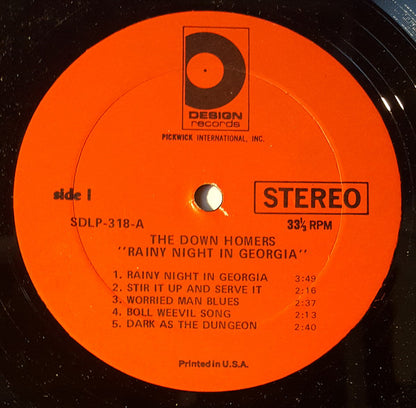 DESIGN
records
PICKWICK INTERNATIONAL, INC.
side 1
STEREO
SDLP-318-A
33⅓ RPM
THE DOWN HOMERS
"RAINY NIGHT IN GEORGIA"
1. RAINY NIGHT IN GEORGIA 3:49
2. STIR IT UP AND SERVE IT 2:16
3. WORRIED MAN BLUES 2:37
4. BOLL WEEVIL SONG 2:13
5. DARK AS THE DUNGEON 2:40
Printed in U.S.A.